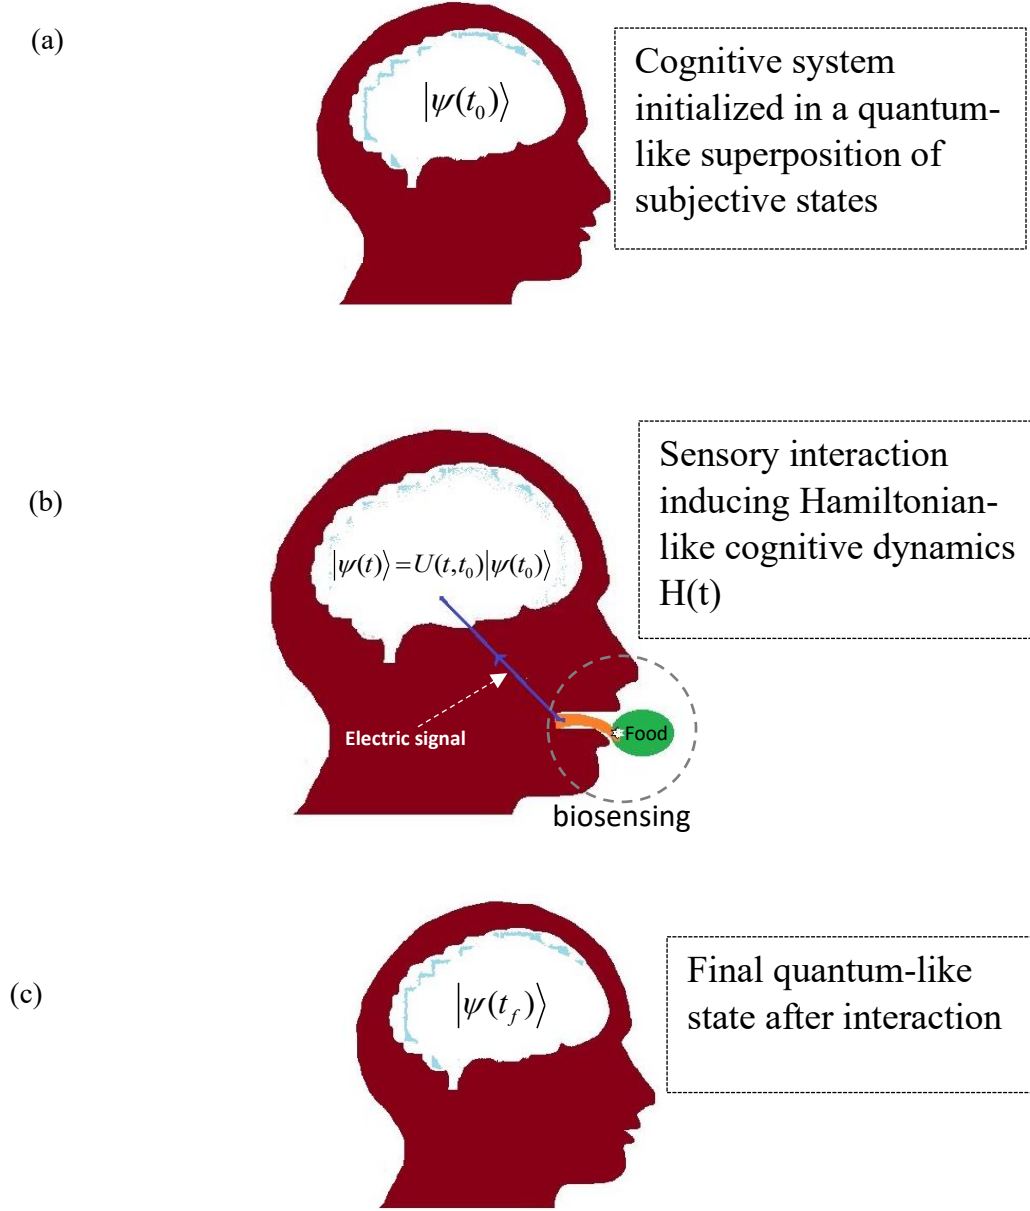 (a)
|ψ(t₀)⟩
Cognitive system
initialized in a quantum-
like superposition of
subjective states
(b)
|ψ(t)⟩=U(t,t₀)|ψ(t₀)⟩
Sensory interaction
inducing Hamiltonian-
like cognitive dynamics
H(t)
Electric signal
Food
biosensing
(c)
|ψ(t_f)⟩
Final quantum-like
state after interaction